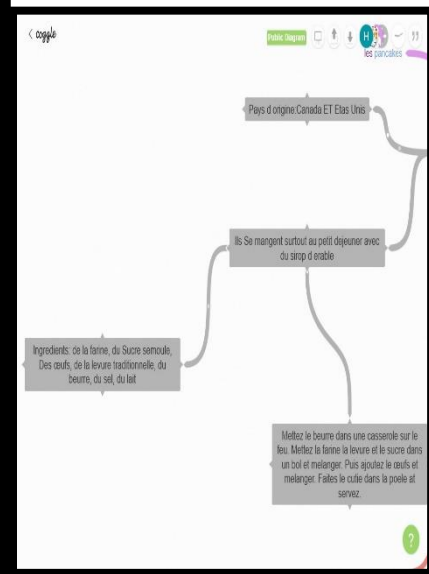 < coggle
Public Diagram
H
les pancakes
Pays d origine:Canada ET Etas Unis
Ils Se mangent surtout au petit dejeuner avec
du sirop d erable
Ingredients: de la farine, du Sucre semoule,
Des œufs, de la levure traditionnelle, du
beurre, du sel, du lait
Mettez le beurre dans une casserole sur le
feu. Mettez la farine la levure et le sucre dans
un bol et melanger. Puis ajoutez le œufs et
melanger. Faites le cutie dans la poele at
servez.
?